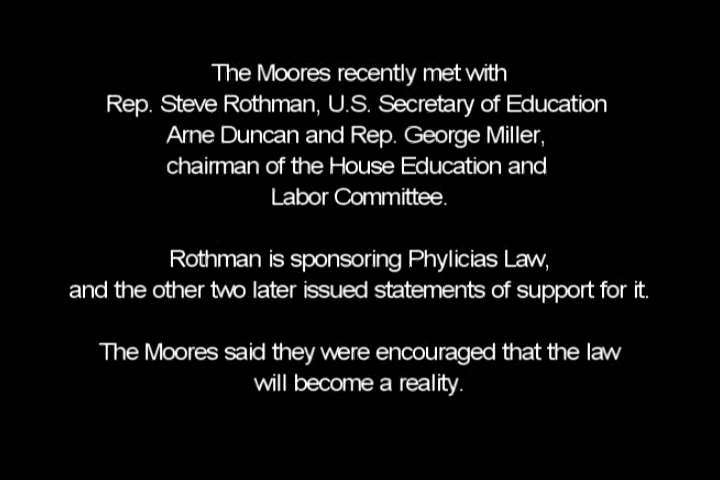 The Moores recently met with
Rep. Steve Rothman, U.S. Secretary of Education
Arne Duncan and Rep. George Miller,
chairman of the House Education and
Labor Committee.
Rothman is sponsoring Phylicias Law,
and the other two later issued statements of support for it.
The Moores said they were encouraged that the law
will become a reality.